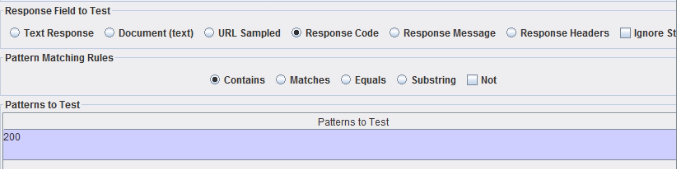 Response Field to Test
Text Response Document (text) URL Sampled Response Code Response Message Response Headers Ignore St
Pattern Matching Rules
Contains Matches Equals Substring Not
Patterns to Test
Patterns to Test
200